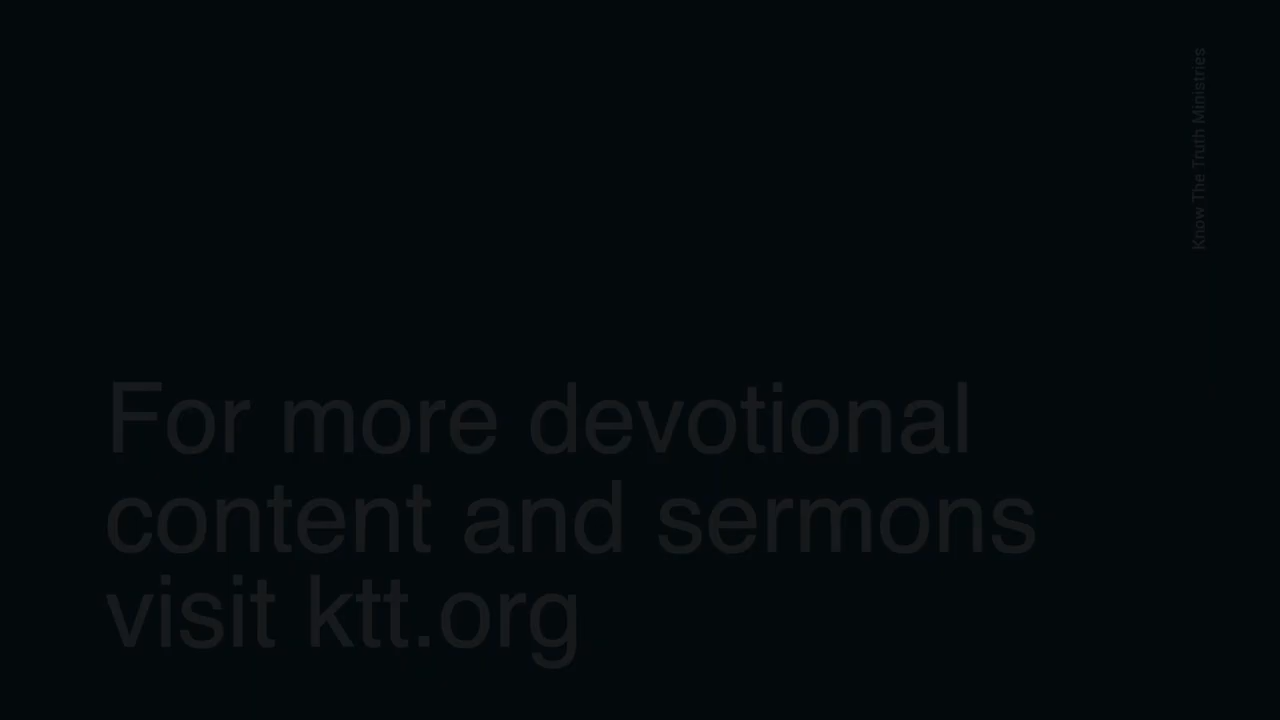 Know The Truth Ministries
For more devotional
content and sermons
visit ktt.org